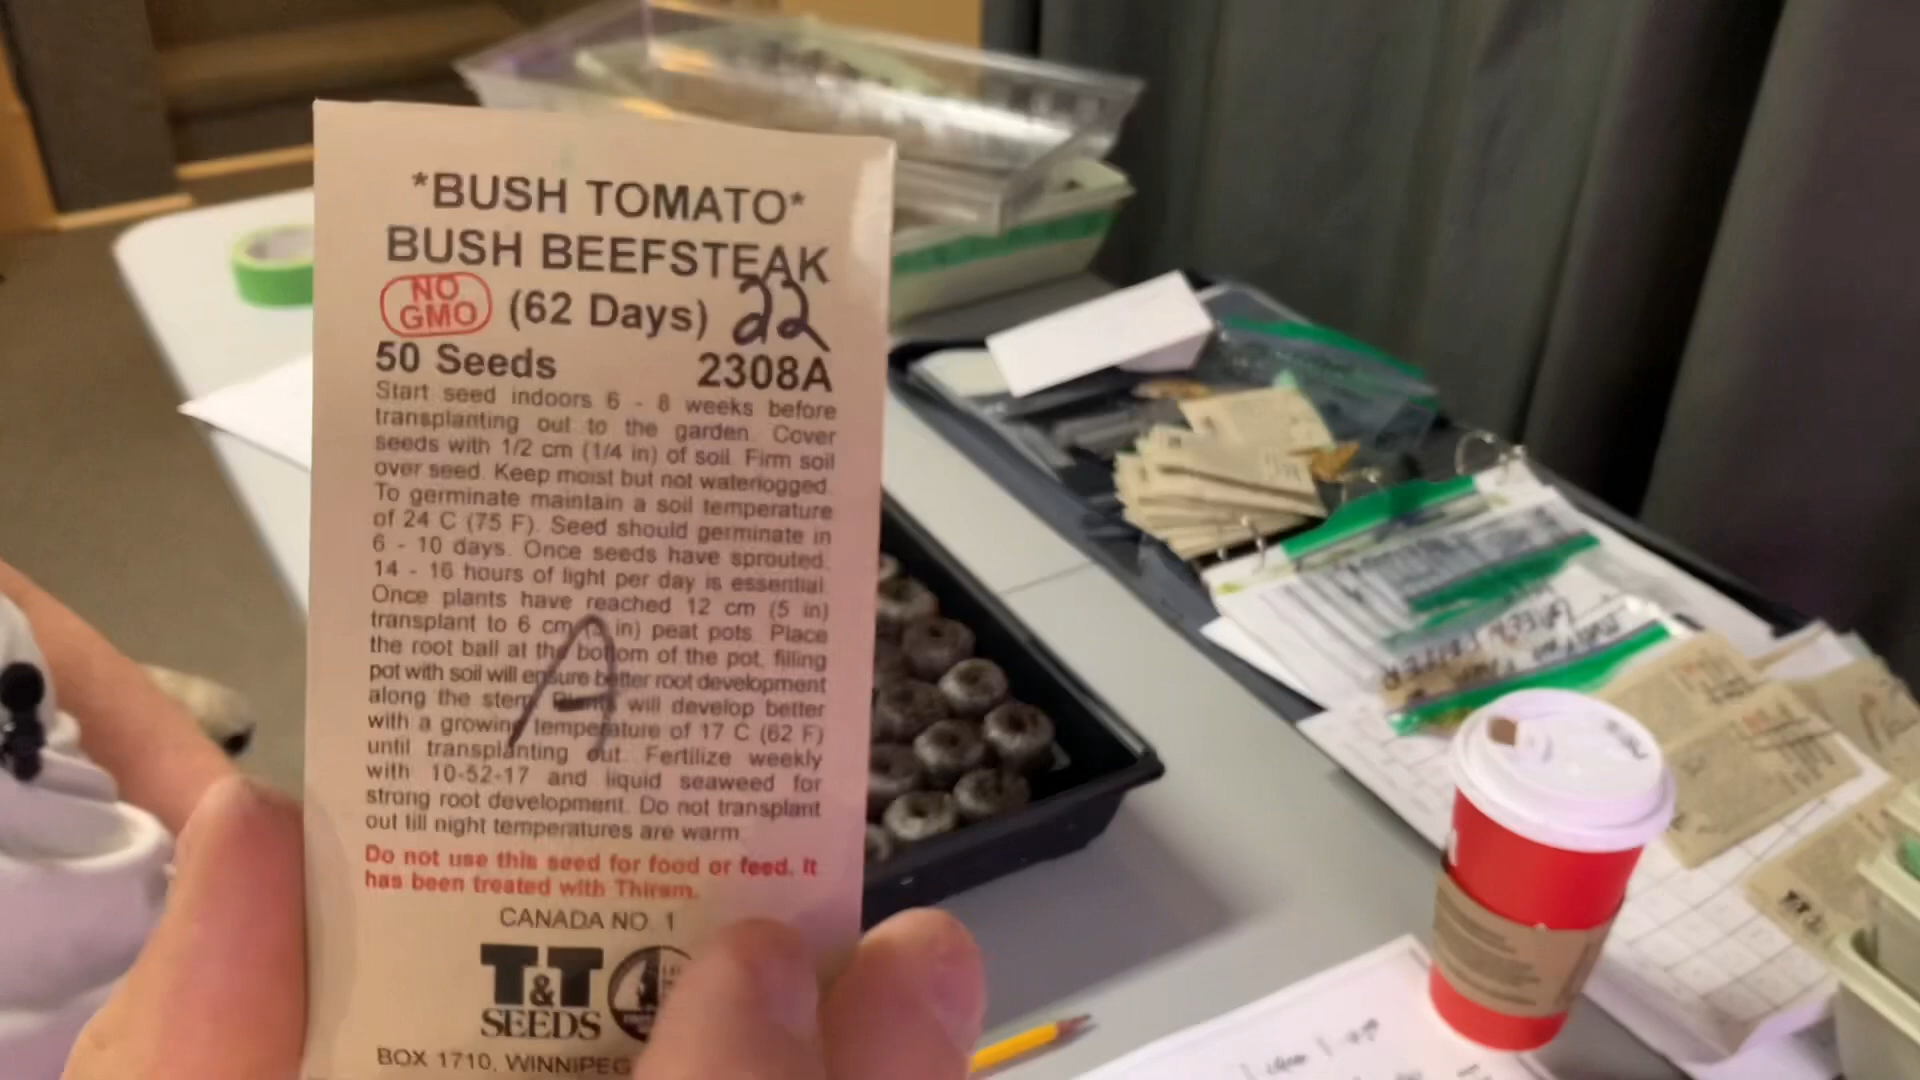 *BUSH TOMATO*
BUSH BEEFSTEAK
NO
GMO
(62 Days) 22
50 Seeds 2308A
Start seed indoors 6 - 8 weeks before
transplanting out to the garden. Cover
seeds with 1/2 cm (1/4 in) of soil. Firm soil
over seed. Keep moist but not waterlogged.
To germinate maintain a soil temperature
of 24 C (75 F). Seed should germinate in
6 - 10 days. Once seeds have sprouted,
14 - 16 hours of light per day is essential.
Once plants have reached 12 cm (5 in)
transplant to 6 cm in) peat pots. Place
the root ball at the bottom of the pot, filling
pot with soil will ensure better root development
along the stem. Plants will develop better
with a growing temperature of 17 C (62 F)
until transplanting out. Fertilize weekly
with 10-52-17 and liquid seaweed for
strong root development. Do not transplant
out till night temperatures are warm.
A
Do not use this seed for food or feed. It
has been treated with Thiram.
CANADA NO. 1
T&T
SEEDS
BOX 1710, WINNIPEG